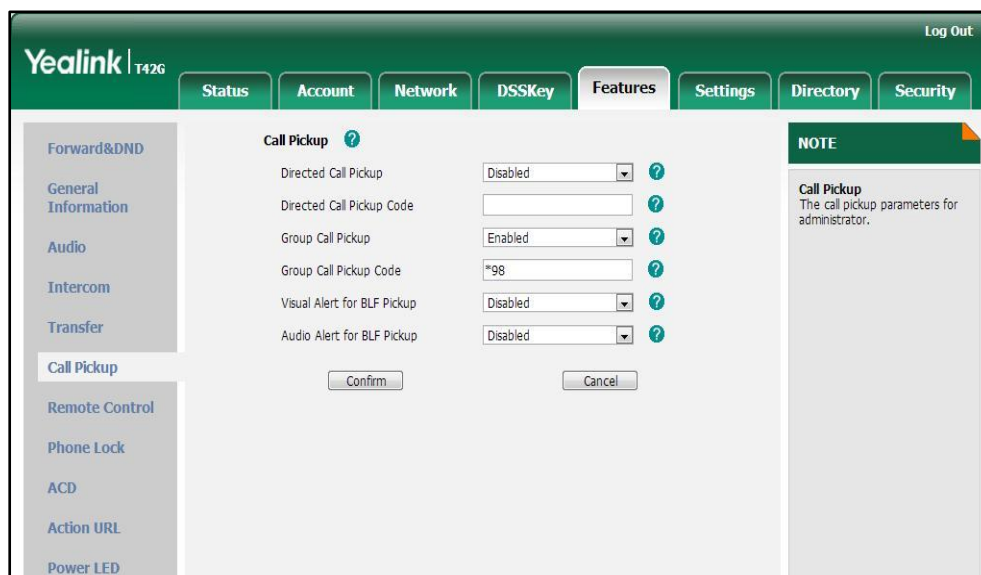 Log Out
Yealink | T42G
Status Account Network DSSKey Features Settings Directory Security
Forward&DND
General
Information
Audio
Intercom
Transfer
Call Pickup
Remote Control
Phone Lock
ACD
Action URL
Power LED
Call Pickup ?
Directed Call Pickup Disabled ?
Directed Call Pickup Code ?
Group Call Pickup Enabled ?
Group Call Pickup Code *98 ?
Visual Alert for BLF Pickup Disabled ?
Audio Alert for BLF Pickup Disabled ?
Confirm Cancel
NOTE
Call Pickup
The call pickup parameters for
administrator.